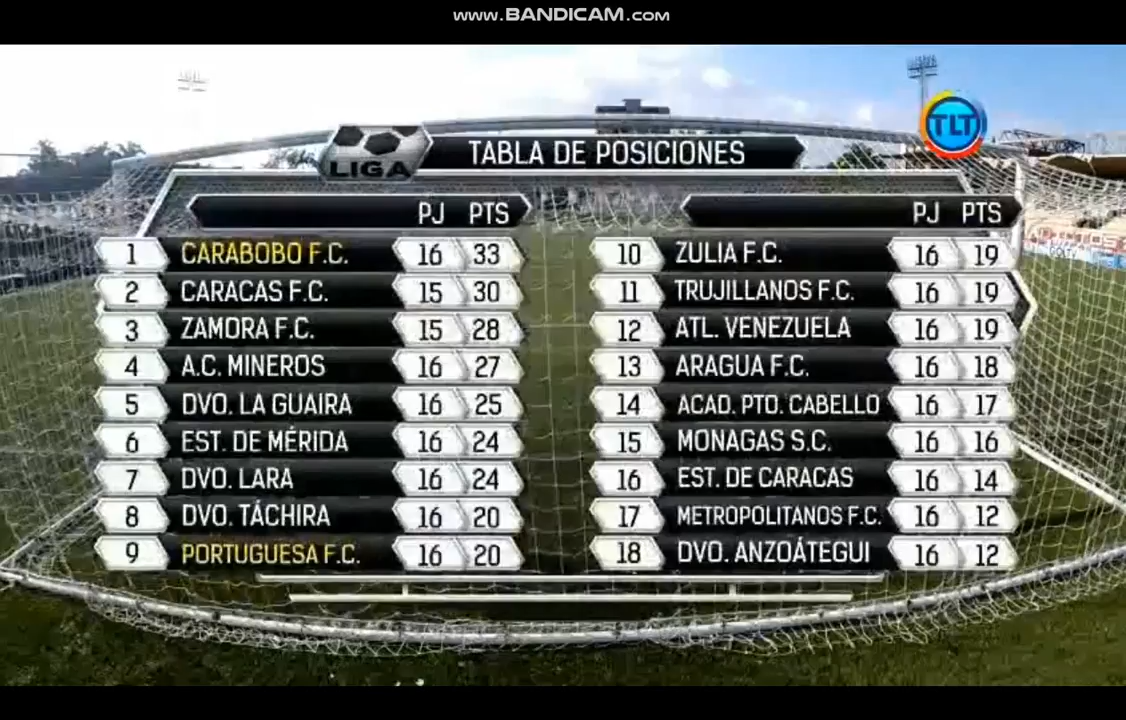 www.BANDICAM.com
TLT
LIGA
TABLA DE POSICIONES
PJ PTS
1 CARABOBO F.C. 16 33
2 CARACAS F.C. 15 30
3 ZAMORA F.C. 15 28
4 A.C. MINEROS 16 27
5 DVO. LA GUAIRA 16 25
6 EST. DE MÉRIDA 16 24
7 DVO. LARA 16 24
8 DVO. TÁCHIRA 16 20
9 PORTUGUESA F.C. 16 20
PJ PTS
10 ZULIA F.C. 16 19
11 TRUJILLANOS F.C. 16 19
12 ATL. VENEZUELA 16 19
13 ARAGUA F.C. 16 18
14 ACAD. PTO. CABELLO 16 17
15 MONAGAS S.C. 16 16
16 EST. DE CARACAS 16 14
17 METROPOLITANOS F.C. 16 12
18 DVO. ANZOÁTEGUI 16 12